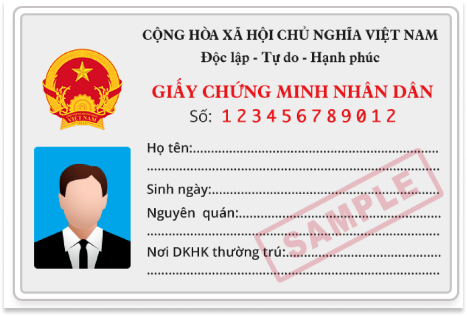 CỘNG HÒA XÃ HỘI CHỦ NGHĨA VIỆT NAM
Độc lập - Tự do - Hạnh phúc
GIẤY CHỨNG MINH NHÂN DÂN
Số: 123456789012
VIỆT NAM
Họ tên:
Sinh ngày:
Nguyên quán:
Nơi DKHK thường trú:
SAMPLE